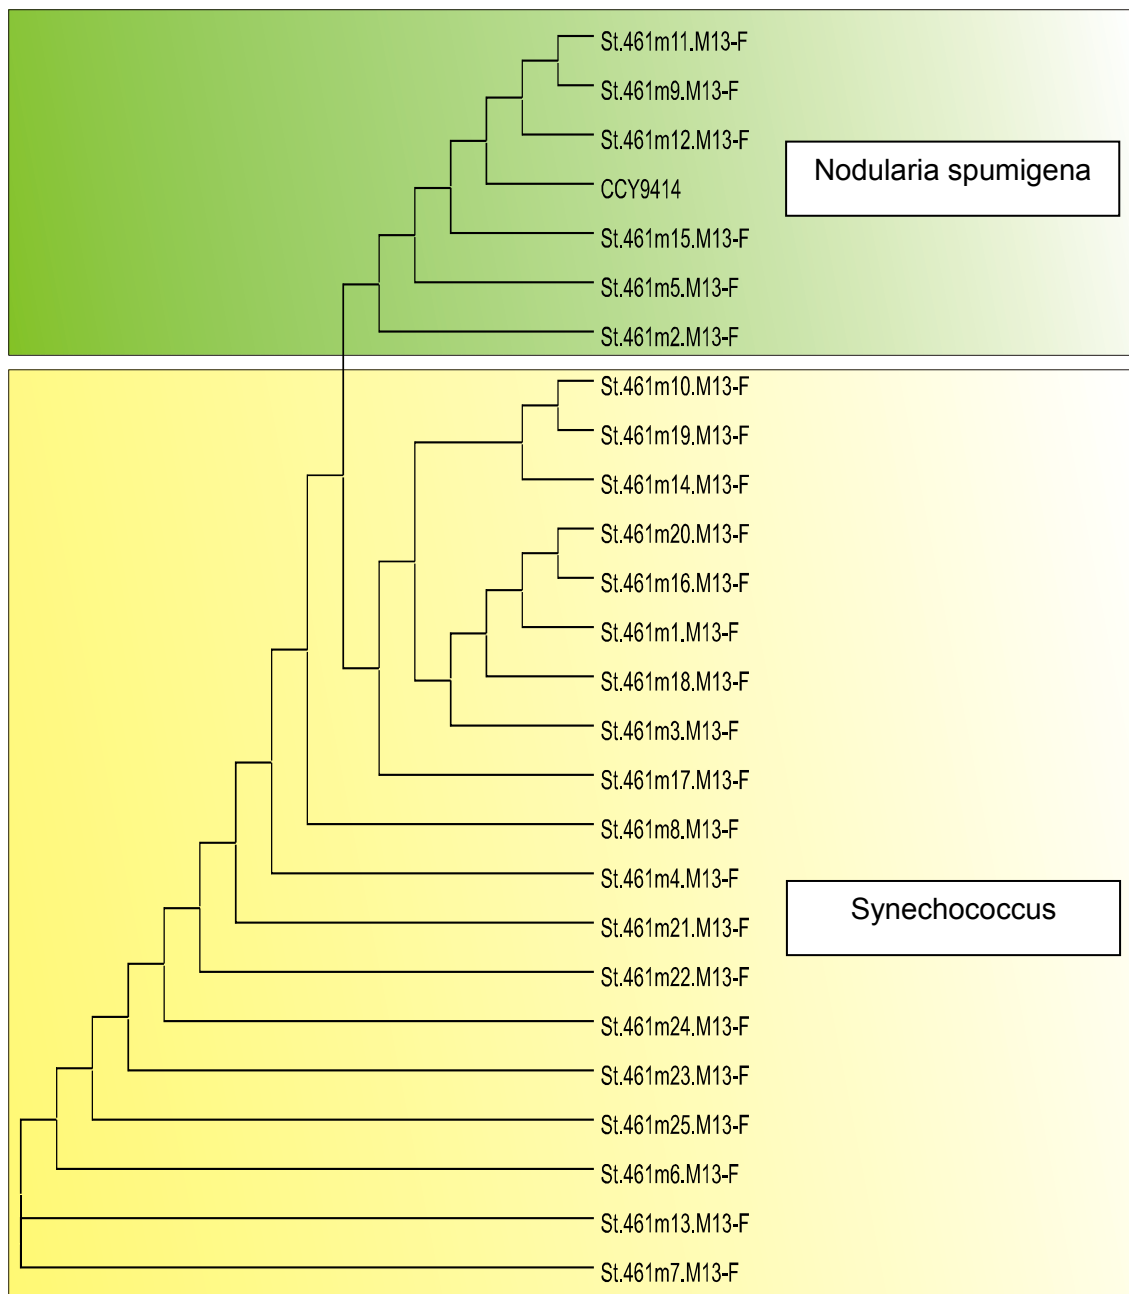 St.461m11.M13-F
St.461m9.M13-F
St.461m12.M13-F
Nodularia spumigena
CCY9414
St.461m15.M13-F
St.461m5.M13-F
St.461m2.M13-F
St.461m10.M13-F
St.461m19.M13-F
St.461m14.M13-F
St.461m20.M13-F
St.461m16.M13-F
St.461m1.M13-F
St.461m18.M13-F
St.461m3.M13-F
St.461m17.M13-F
St.461m8.M13-F
St.461m4.M13-F
Synechococcus
St.461m21.M13-F
St.461m22.M13-F
St.461m24.M13-F
St.461m23.M13-F
St.461m25.M13-F
St.461m6.M13-F
St.461m13.M13-F
St.461m7.M13-F